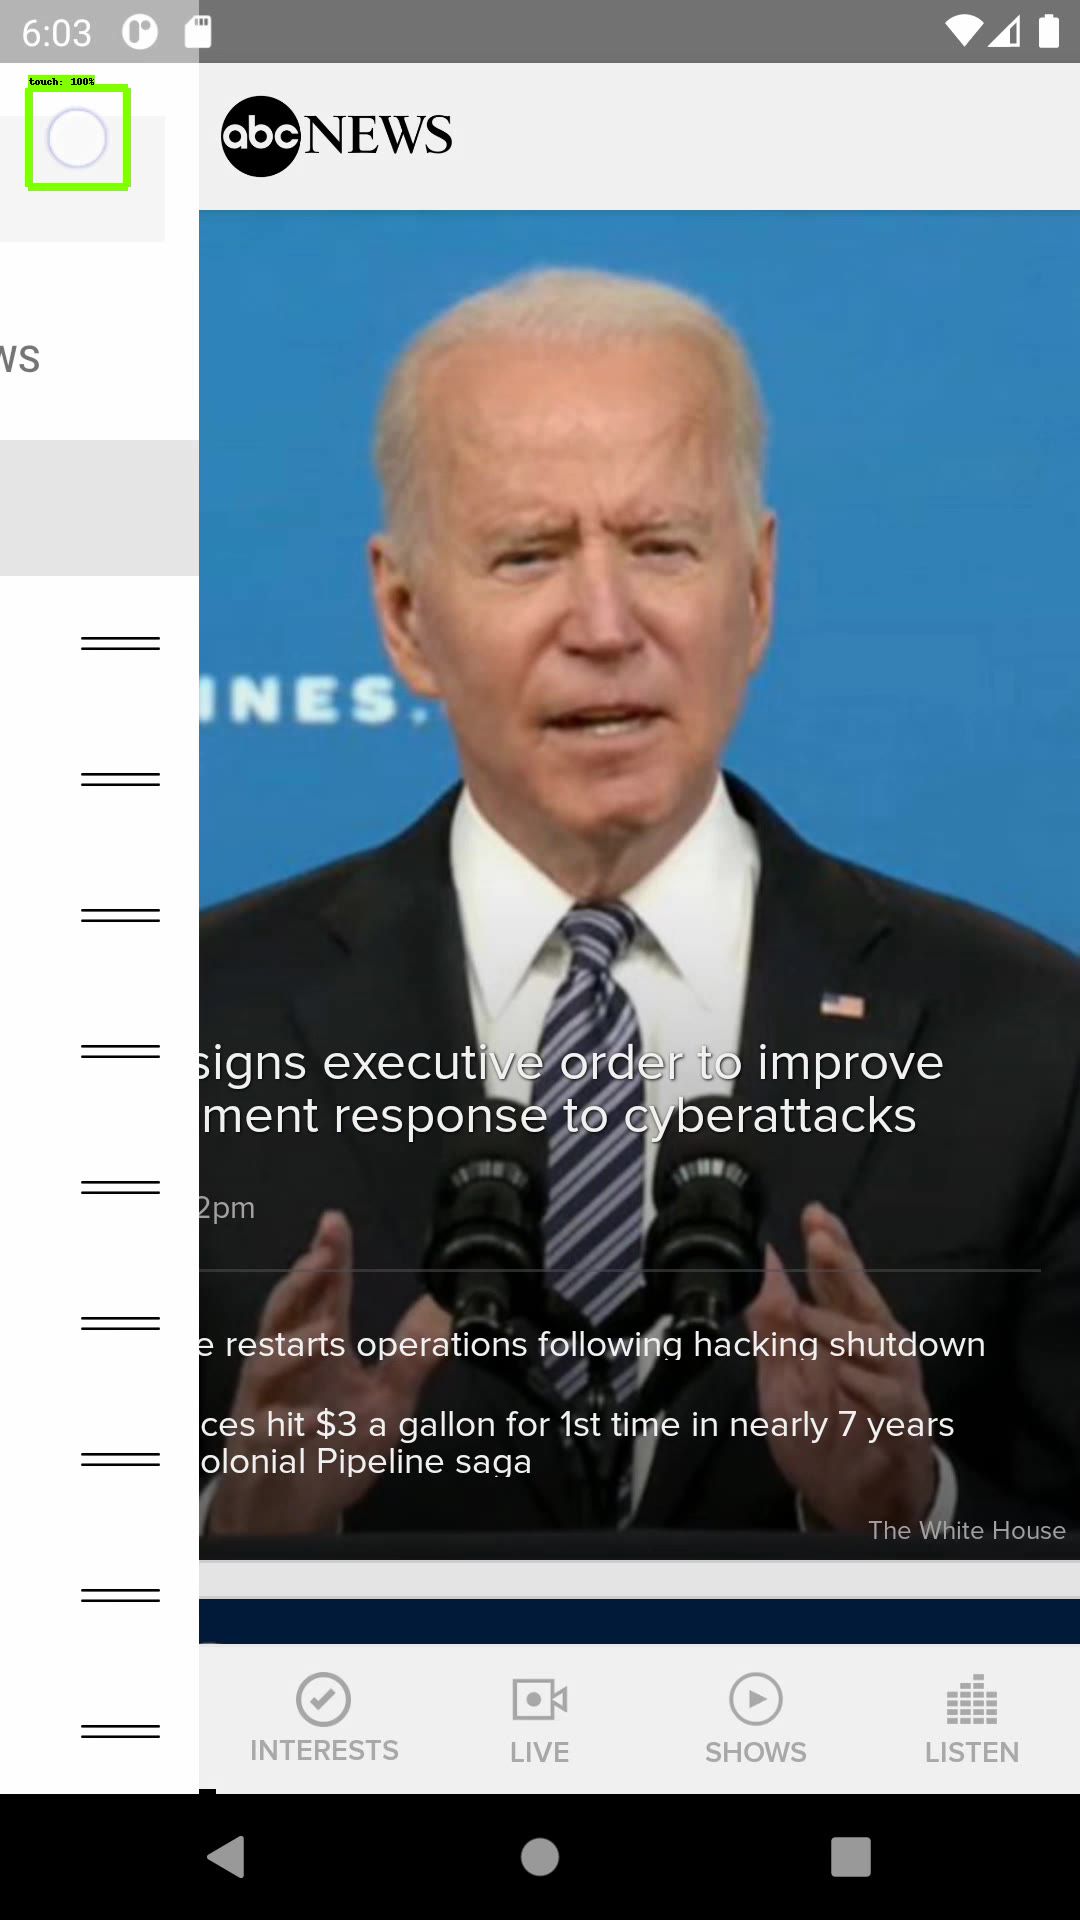 6:03
touch: 100%
abc NEWS
WS
INES.
signs executive order to improve
ment response to cyberattacks
2pm
e restarts operations following hacking shutdown
ces hit $3 a gallon for 1st time in nearly 7 years
olonial Pipeline saga
The White House
INTERESTS
LIVE
SHOWS
LISTEN